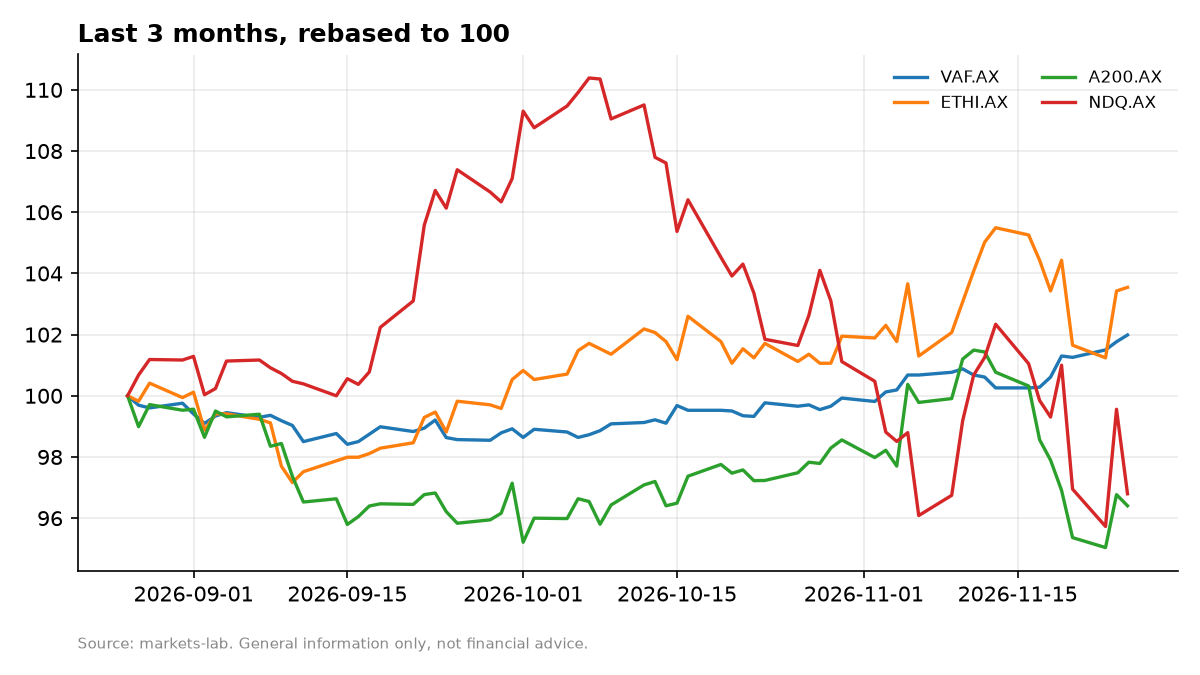 Last 3 months, rebased to 100
VAF.AX
ETHI.AX
A200.AX
NDQ.AX
110
108
106
104
102
100
98
96
2026-09-01
2026-09-15
2026-10-01
2026-10-15
2026-11-01
2026-11-15
Source: markets-lab. General information only, not financial advice.